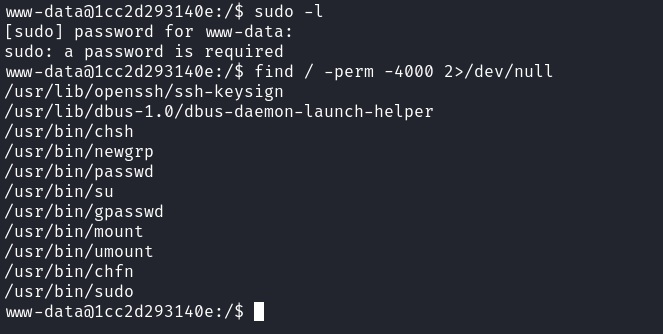 www-data@1cc2d293140e:/$ sudo -l
[sudo] password for www-data:
sudo: a password is required
www-data@1cc2d293140e:/$ find / -perm -4000 2>/dev/null
/usr/lib/openssh/ssh-keysign
/usr/lib/dbus-1.0/dbus-daemon-launch-helper
/usr/bin/chsh
/usr/bin/newgrp
/usr/bin/passwd
/usr/bin/su
/usr/bin/gpasswd
/usr/bin/mount
/usr/bin/umount
/usr/bin/chfn
/usr/bin/sudo
www-data@1cc2d293140e:/$